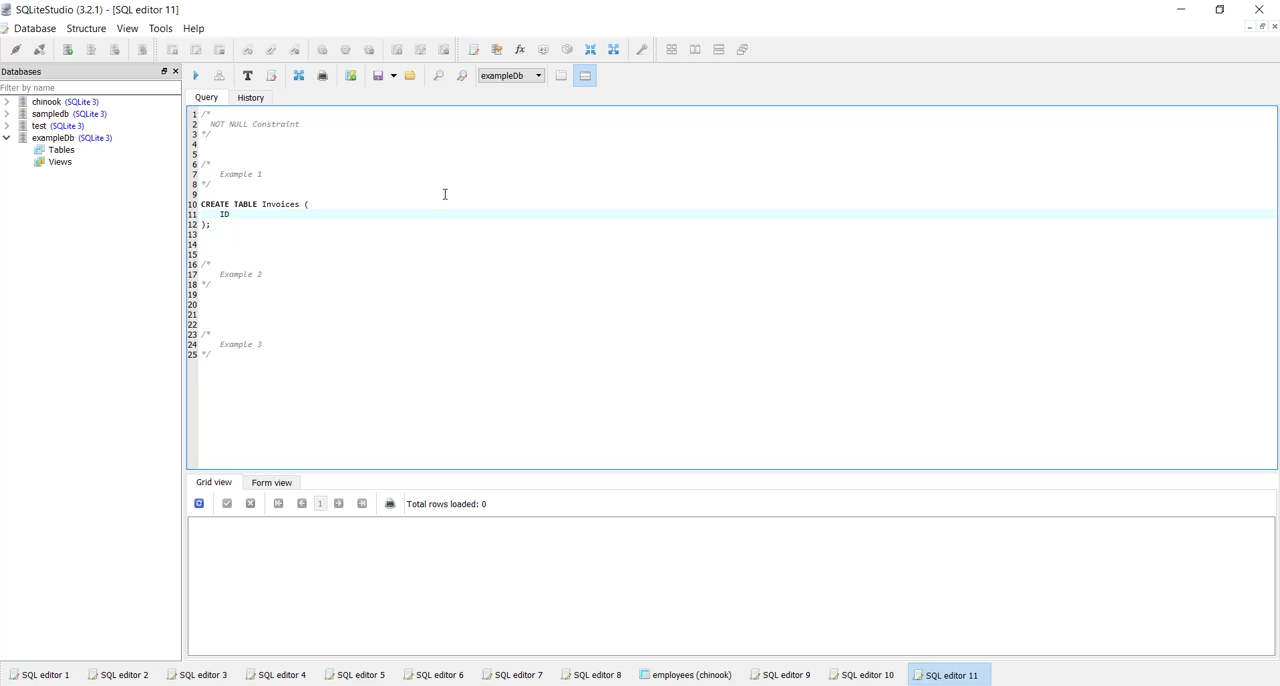 SQLiteStudio (3.2.1) - [SQL editor 11]
Database Structure View Tools Help
Databases
exampleDb
Filter by name
Query History
chinook (SQLite 3)
sampledb (SQLite 3)
test (SQLite 3)
exampleDb (SQLite 3)
Tables
Views
1 /*
2 NOT NULL Constraint
3 */
4
5
6 /*
7 Example 1
8 */
9
10 CREATE TABLE Invoices (
11 ID
12 );
13
14
15
16 /*
17 Example 2
18 */
19
20
21
22
23 /*
24 Example 3
25 */
Grid view Form view
1 Total rows loaded: 0
SQL editor 1 SQL editor 2 SQL editor 3 SQL editor 4 SQL editor 5 SQL editor 6 SQL editor 7 SQL editor 8 employees (chinook) SQL editor 9 SQL editor 10 SQL editor 11